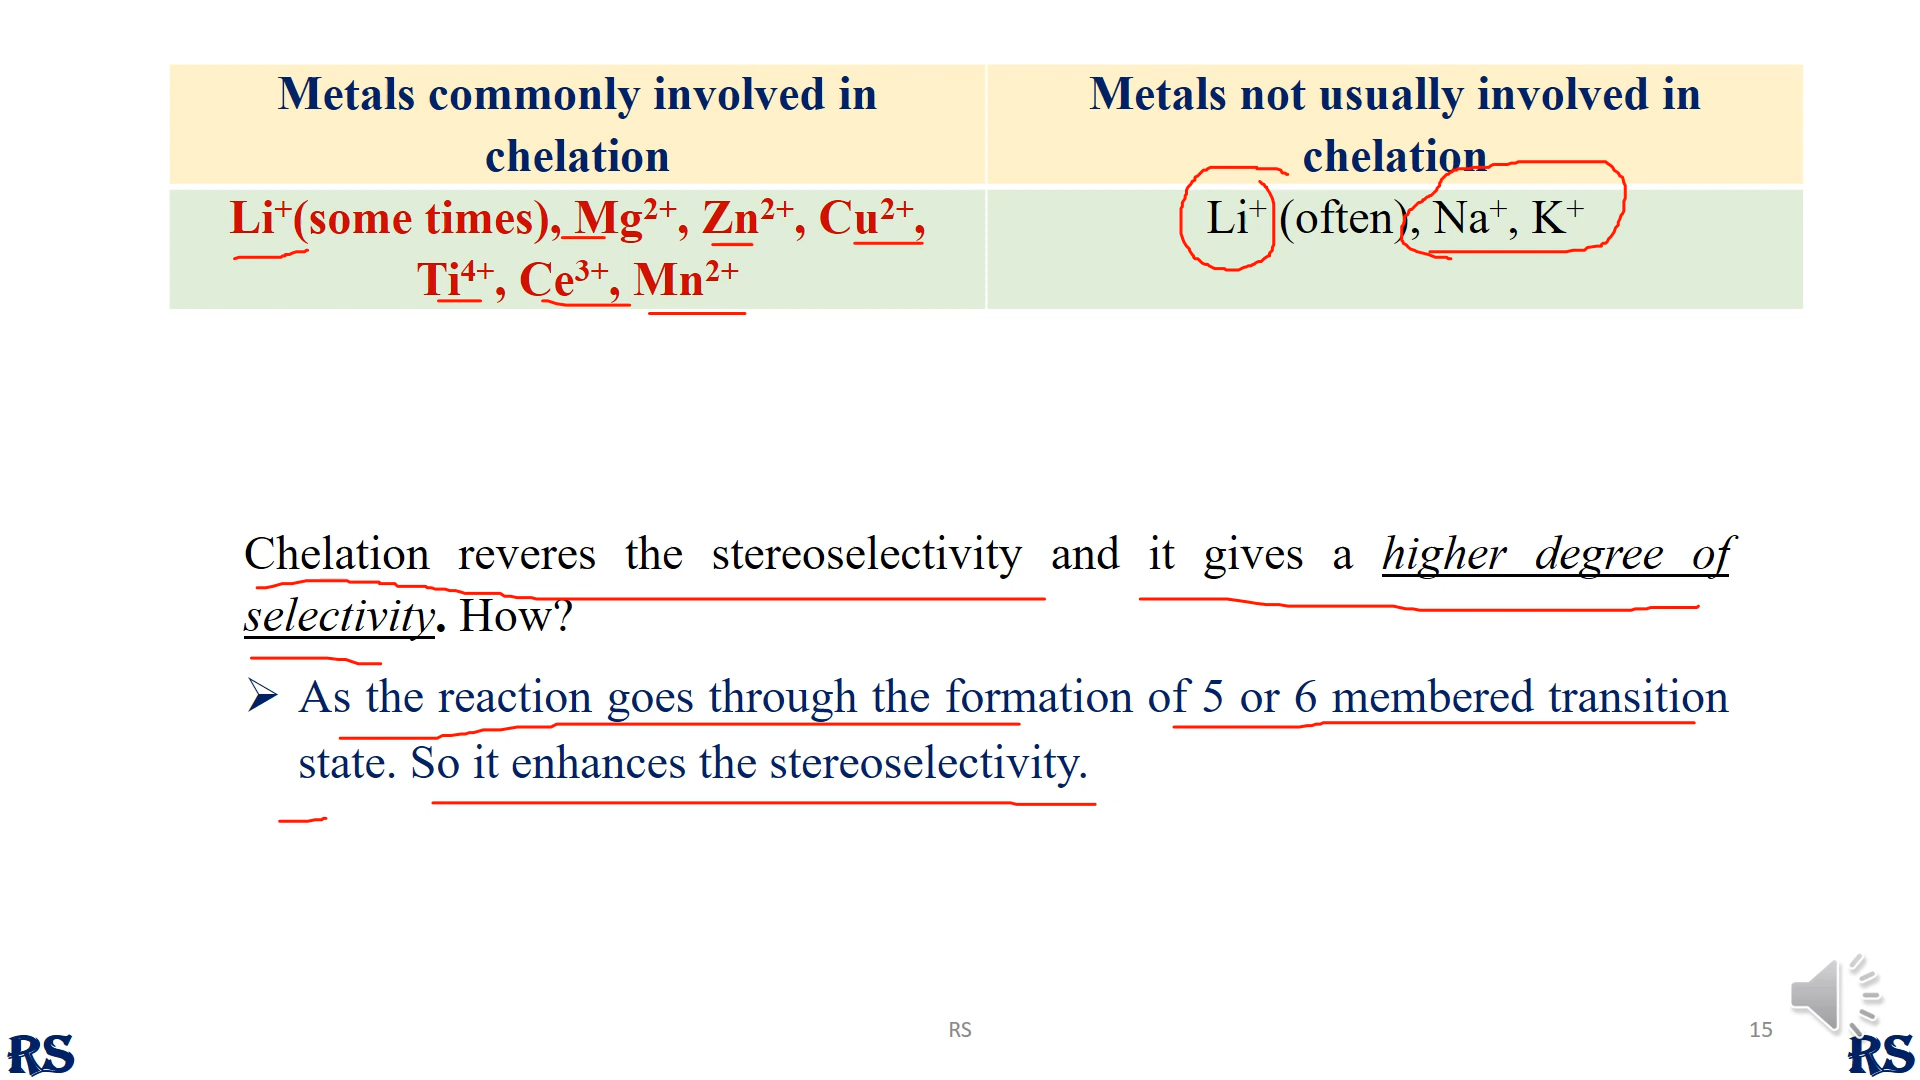 Metals commonly involved in
chelation
Metals not usually involved in
chelation
Li⁺(some times), Mg²⁺, Zn²⁺, Cu²⁺,
Ti⁴⁺, Ce³⁺, Mn²⁺
Li⁺ (often), Na⁺, K⁺
Chelation reveres the stereoselectivity and it gives a higher degree of
selectivity. How?
➢ As the reaction goes through the formation of 5 or 6 membered transition
state. So it enhances the stereoselectivity.
RS
RS
15
RS